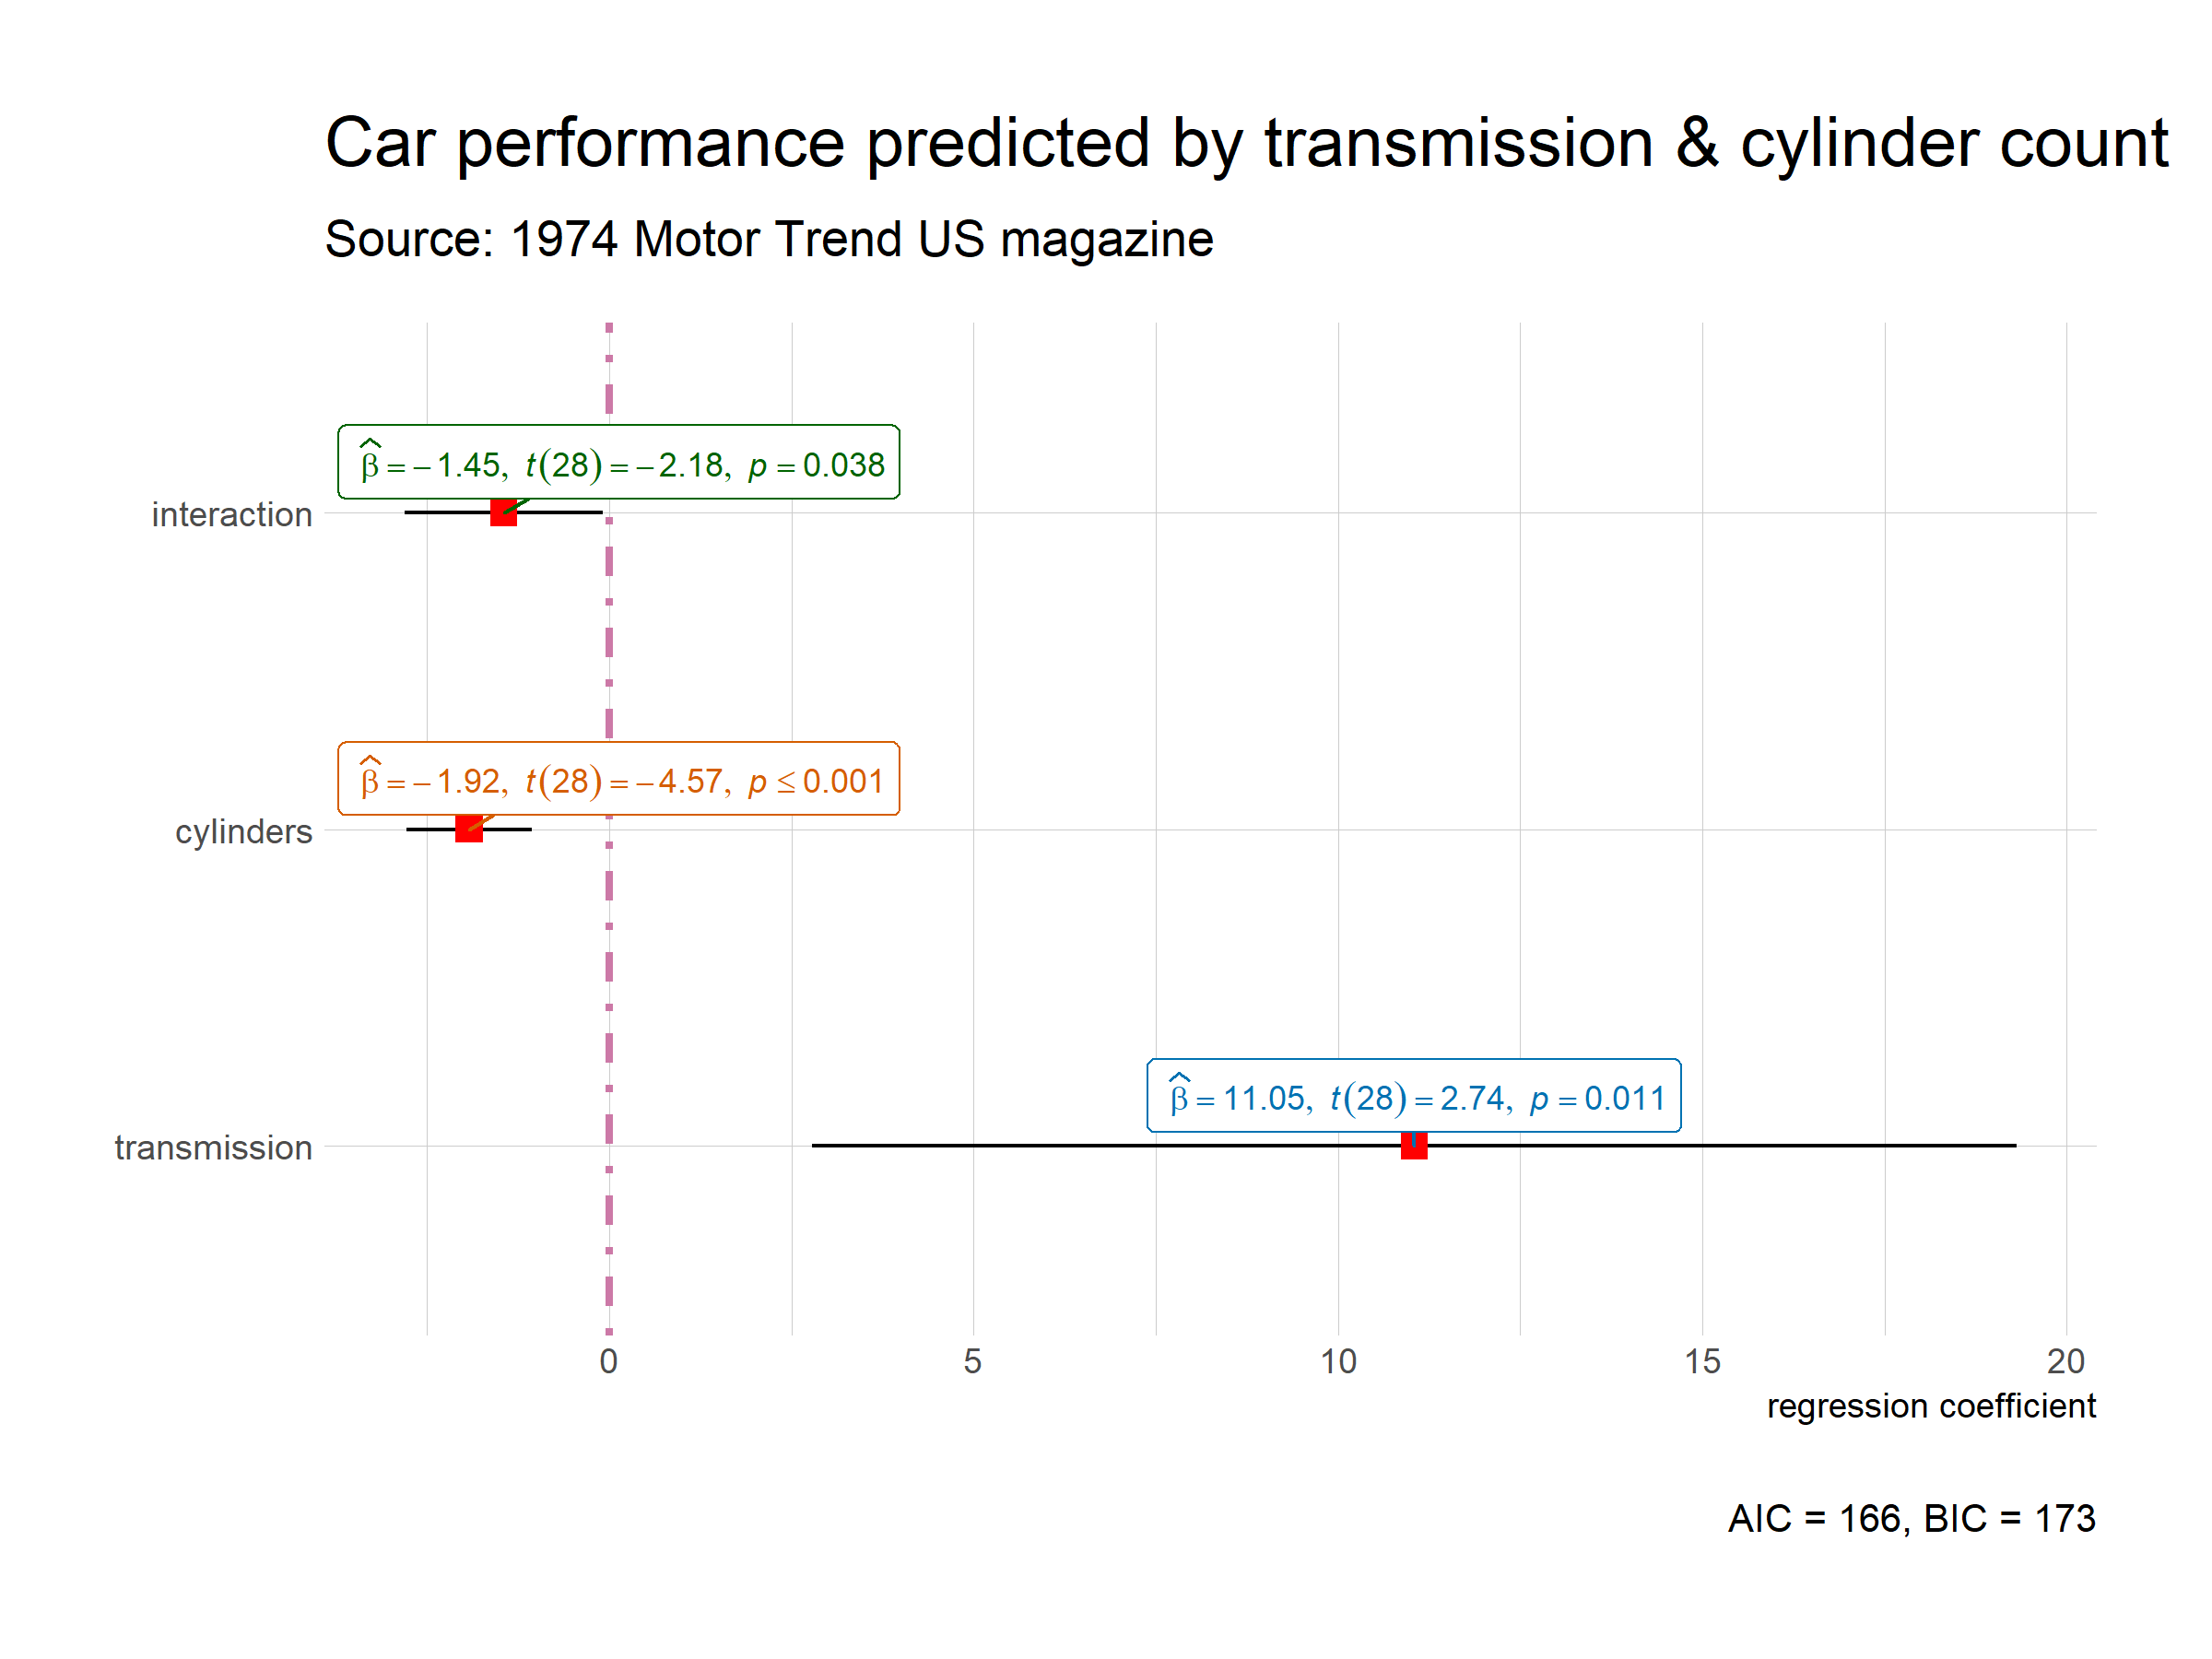 Car performance predicted by transmission & cylinder count
Source: 1974 Motor Trend US magazine
β̂ = −1.45, t(28) = −2.18, p = 0.038
interaction
β̂ = −1.92, t(28) = −4.57, p ≤ 0.001
cylinders
β̂ = 11.05, t(28) = 2.74, p = 0.011
transmission
0 5 10 15 20
regression coefficient
AIC = 166, BIC = 173